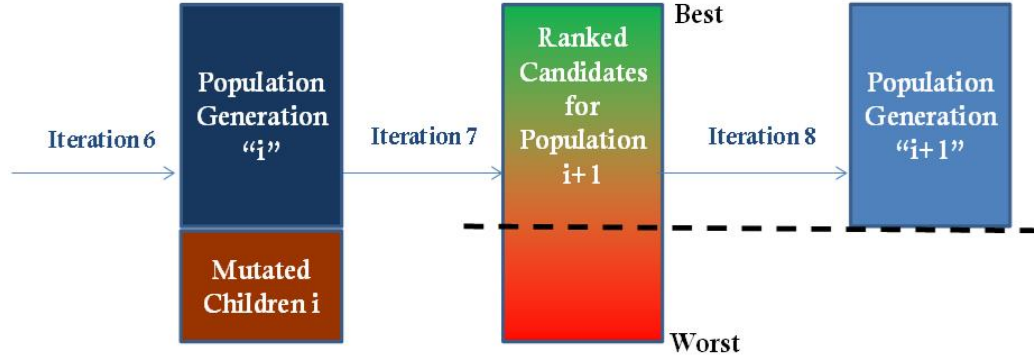 Iteration 6
Population
Generation
“i”
Mutated
Children i
Iteration 7
Best
Ranked
Candidates
for
Population
i+1
Worst
Iteration 8
Population
Generation
“i+1”